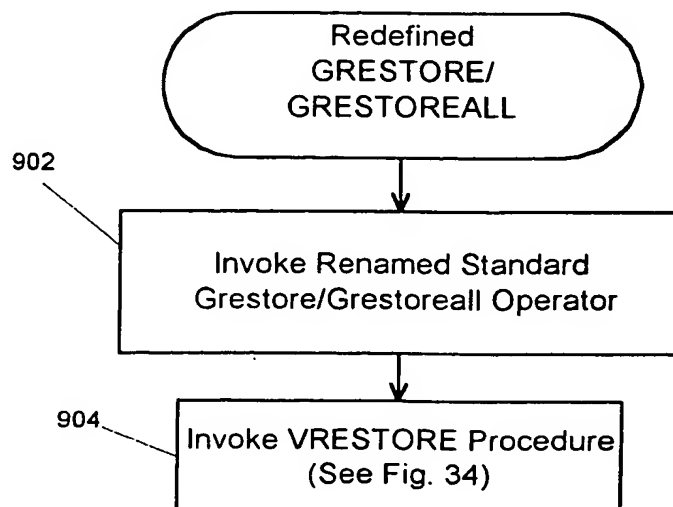 Redefined
GRESTORE/
GRESTOREALL
902
Invoke Renamed Standard
Grestore/Grestoreall Operator
904
Invoke VRESTORE Procedure
(See Fig. 34)